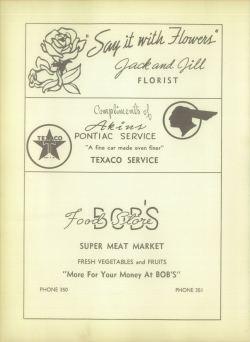 "Say it with Flowers"
Jack and Jill
FLORIST
Compliments of
Akins
PONTIAC SERVICE
"A fine car made even finer"
TEXACO SERVICE
TEXACO
T
BOB'S
Food Store
SUPER MEAT MARKET
FRESH VEGETABLES and FRUITS
"More For Your Money At BOB'S"
PHONE 350 PHONE 351